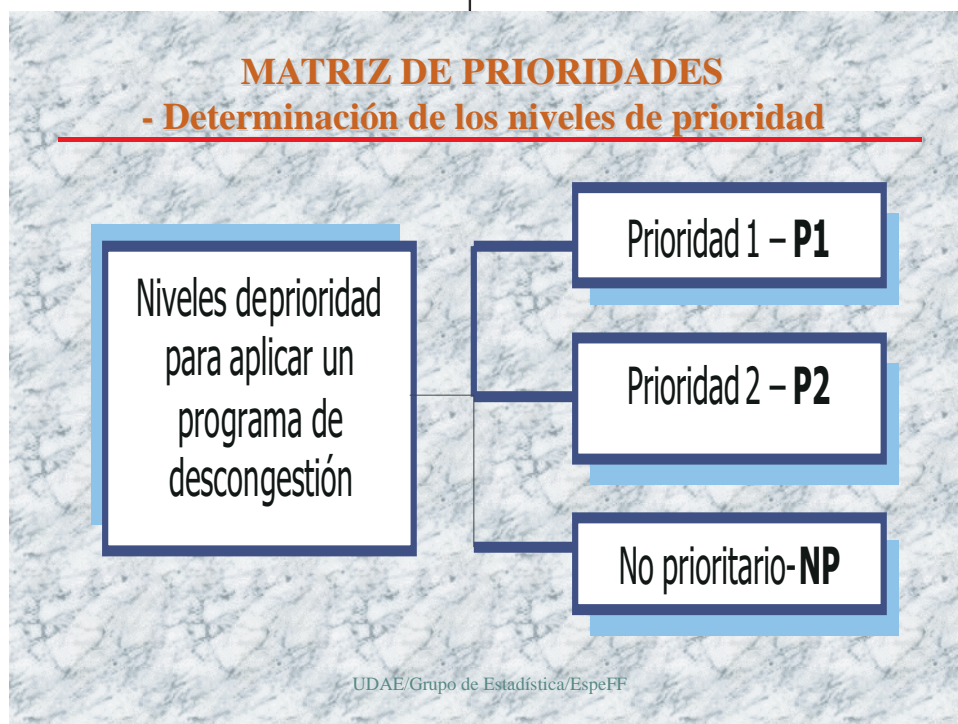 MATRIZ DE PRIORIDADES
- Determinación de los niveles de prioridad
Niveles deprioridad
para aplicar un
programa de
descongestión
Prioridad 1 – P1
Prioridad 2 – P2
No prioritario- NP
UDAE/Grupo de Estadística/EspeFF